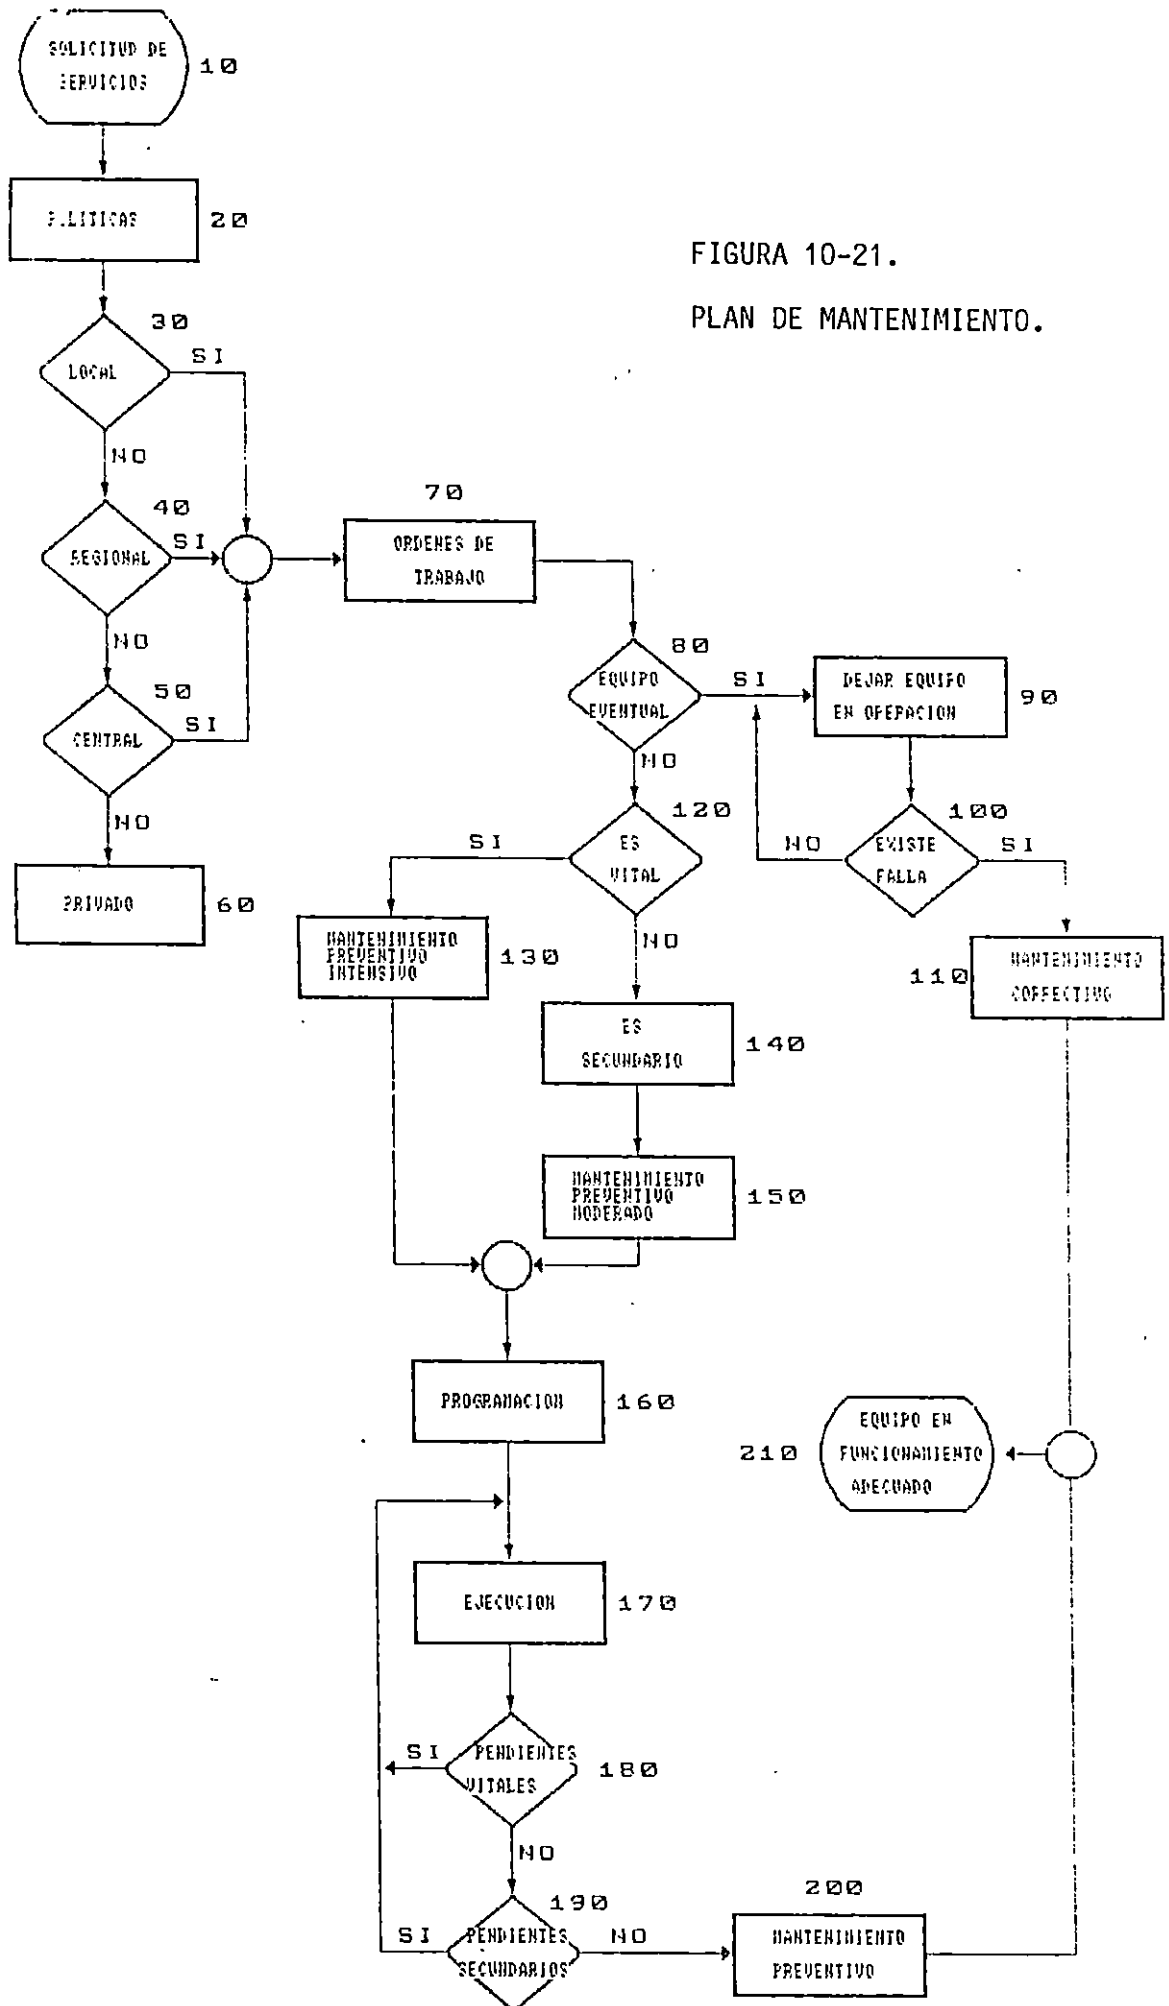 SOLICITUD DE
SERVICIOS
10
P.LITICAS
20
FIGURA 10-21.
PLAN DE MANTENIMIENTO.
30
LOCAL
SI
NO
40
REGIONAL
SI
NO
50
CENTRAL
SI
NO
PRIVADO
60
70
ORDENES DE
TRABAJO
80
EQUIPO
EVENTUAL
SI
NO
DEJAR EQUIPO
EN OPERACION
90
100
EXISTE
FALLA
NO
SI
110
MANTENIMIENTO
CORRECTIVO
120
ES
VITAL
SI
NO
MANTENIMIENTO
PREVENTIVO
INTENSIVO
130
ES
SECUNDARIO
140
MANTENIMIENTO
PREVENTIVO
MODERADO
150
PROGRAMACION
160
210
EQUIPO EN
FUNCIONAMIENTO
ADECUADO
EJECUCION
170
SI
PENDIENTES
VITALES
180
NO
190
SI
PENDIENTES
SECUNDARIOS
NO
200
MANTENIMIENTO
PREVENTIVO